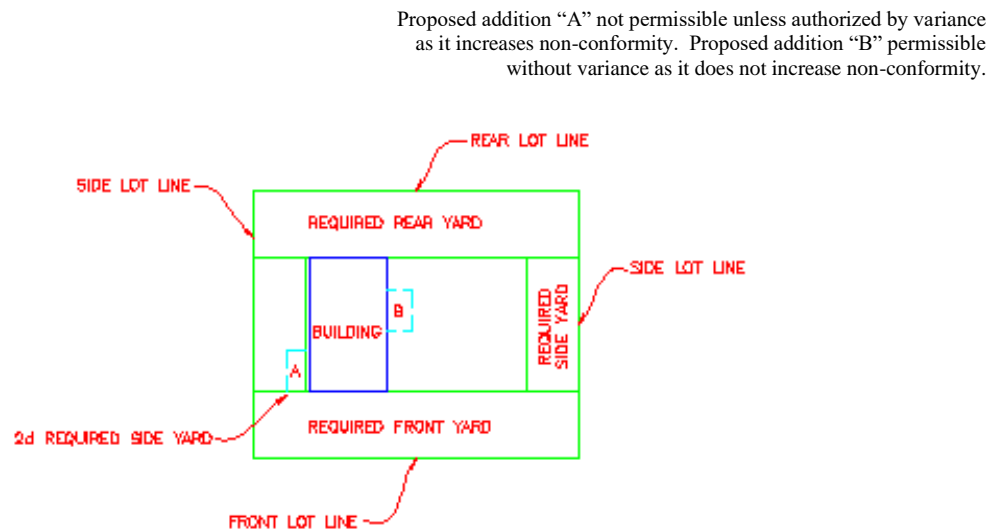 Proposed addition “A” not permissible unless authorized by variance
as it increases non-conformity.  Proposed addition “B” permissible
without variance as it does not increase non-conformity.
REAR LOT LINE
SIDE LOT LINE
REQUIRED REAR YARD
SIDE LOT LINE
B
REQUIRED
SIDE YARD
BUILDING
A
REQUIRED FRONT YARD
2d REQUIRED SIDE YARD
FRONT LOT LINE